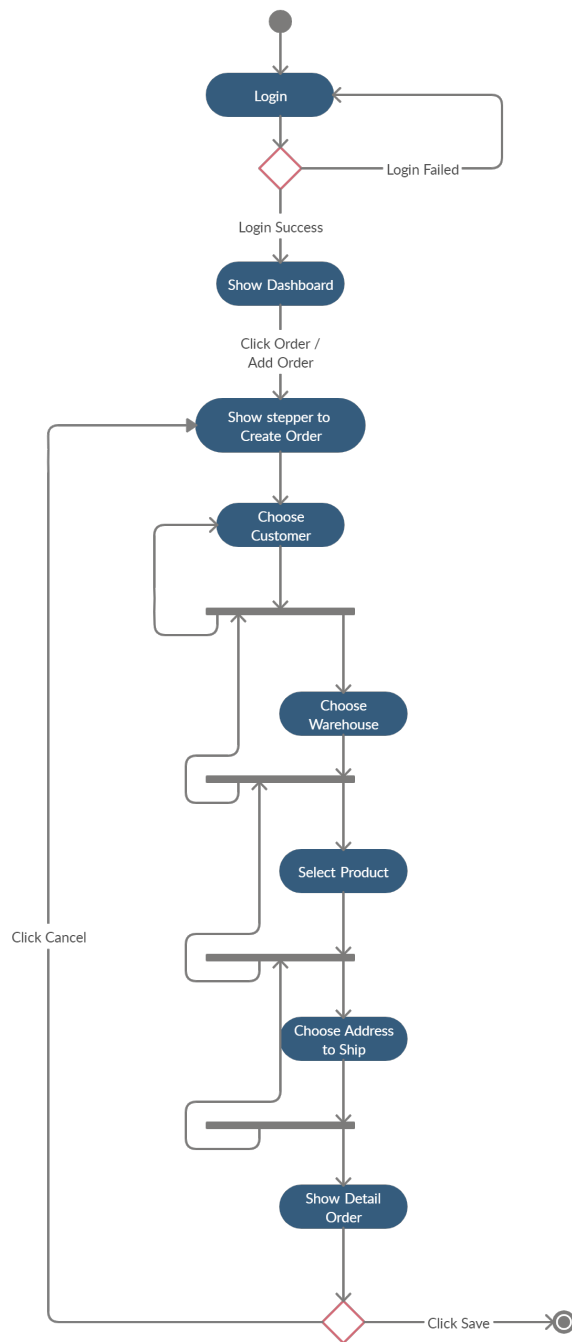 Login
Login Failed
Login Success
Show Dashboard
Click Order /
Add Order
Show stepper to
Create Order
Choose
Customer
Choose
Warehouse
Select Product
Click Cancel
Choose Address
to Ship
Show Detail
Order
Click Save